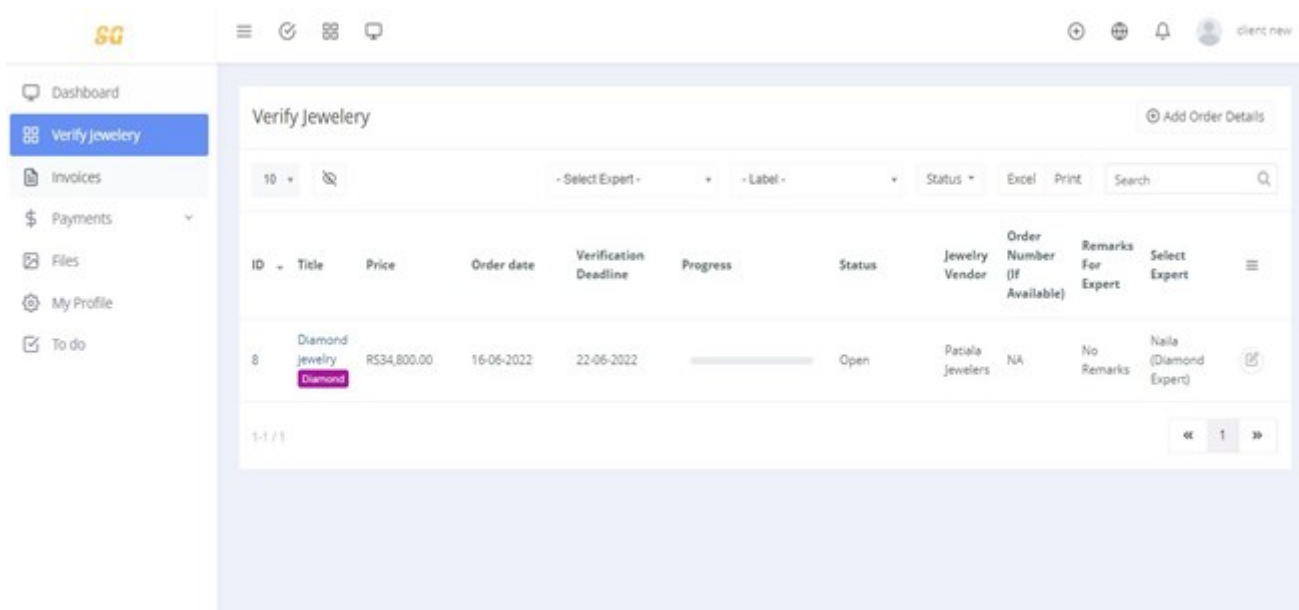 SG
client new
Dashboard
Verify Jewelery
Invoices
Payments
Files
My Profile
To do
Verify Jewelery
Add Order Details
10
- Select Expert -
- Label -
Status
Excel
Print
Search
ID
Title
Price
Order date
Verification
Deadline
Progress
Status
Jewelry
Vendor
Order
Number
(If
Available)
Remarks
For
Expert
Select
Expert
8
Diamond
jewelry
Diamond
RS34,800.00
16-06-2022
22-06-2022
Open
Patiala
Jewelers
NA
No
Remarks
Naila
(Diamond
Expert)
1-1 / 1
1